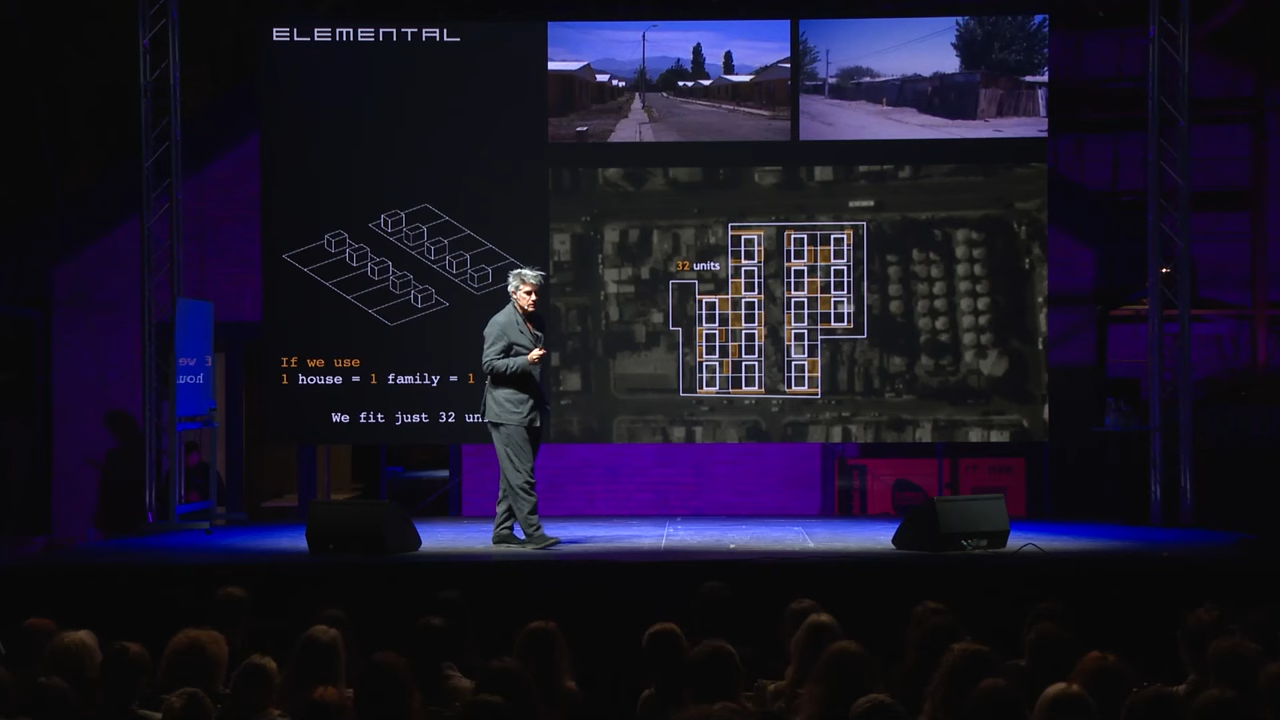 ELEMENTAL
32 units
If we use
1 house = 1 family = 1
We fit just 32 un